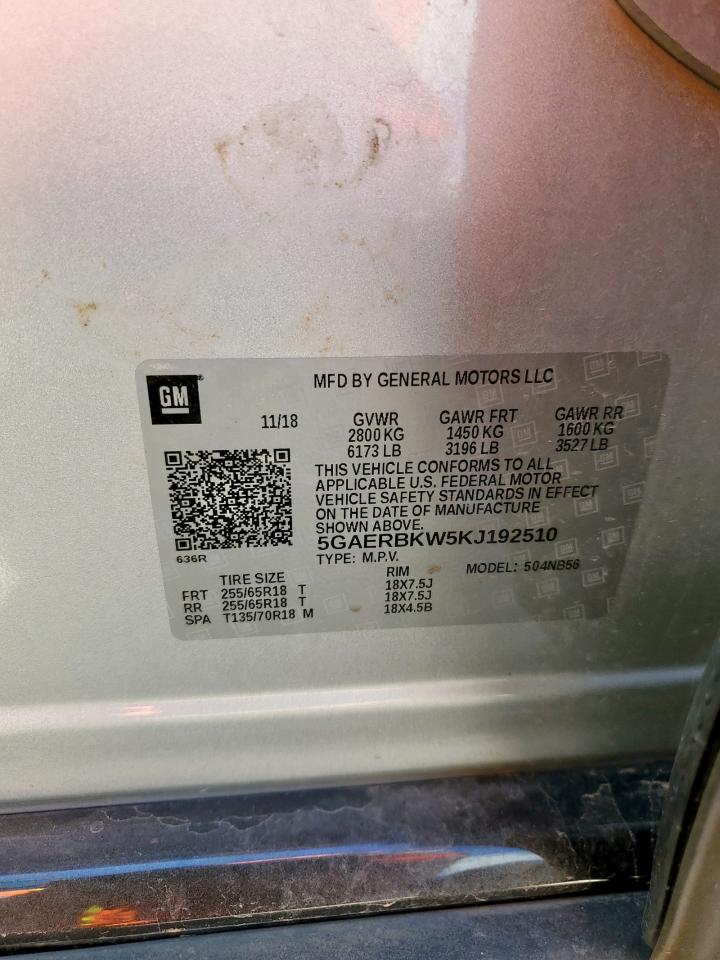 GM
MFD BY GENERAL MOTORS LLC
11/18 GVWR GAWR FRT GAWR RR
2800 KG 1450 KG 1600 KG
6173 LB 3196 LB 3527 LB
THIS VEHICLE CONFORMS TO ALL
APPLICABLE U.S. FEDERAL MOTOR
VEHICLE SAFETY STANDARDS IN EFFECT
ON THE DATE OF MANUFACTURE
SHOWN ABOVE.
5GAERBKW5KJ192510
636R
TYPE: M.P.V. MODEL: 504NB56
TIRE SIZE RIM
FRT 255/65R18 T 18X7.5J
RR 255/65R18 T 18X7.5J
SPA T135/70R18 M 18X4.5B